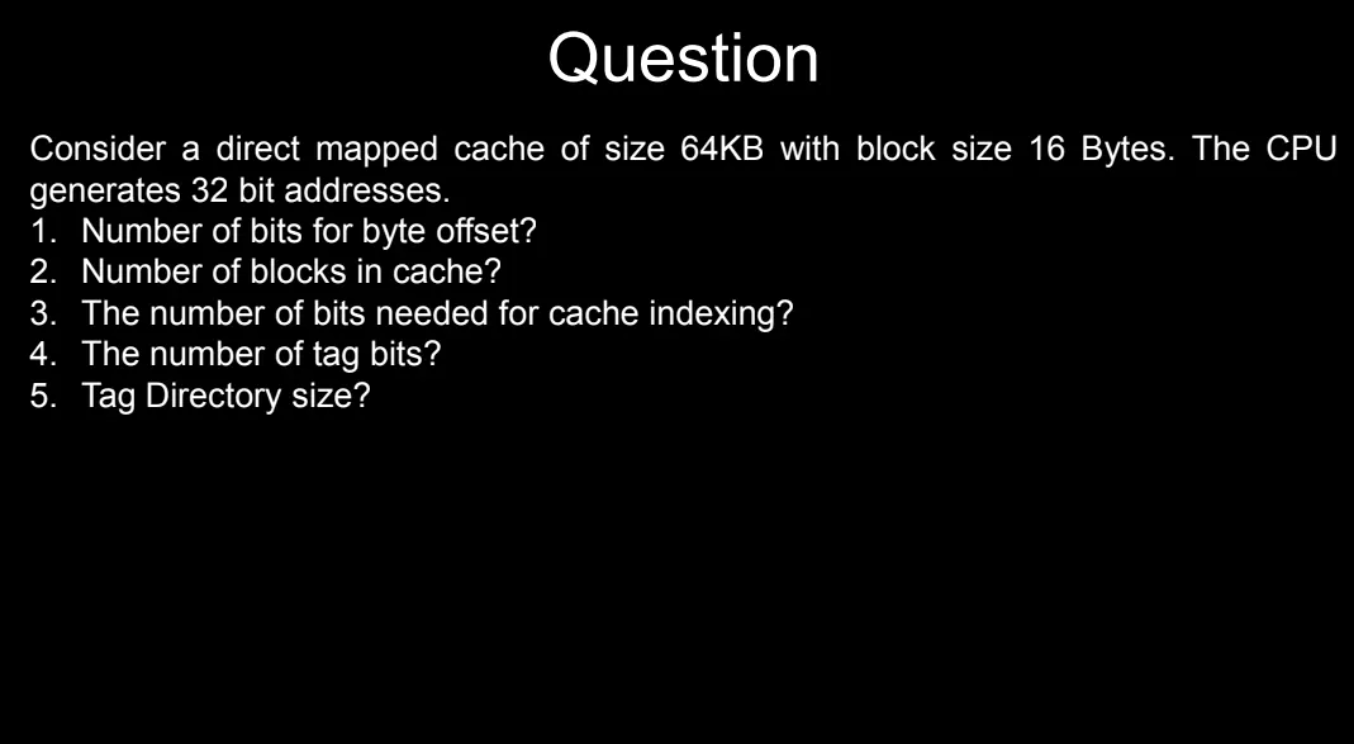 Question
Consider a direct mapped cache of size 64KB with block size 16 Bytes. The CPU
generates 32 bit addresses.
1. Number of bits for byte offset?
2. Number of blocks in cache?
3. The number of bits needed for cache indexing?
4. The number of tag bits?
5. Tag Directory size?